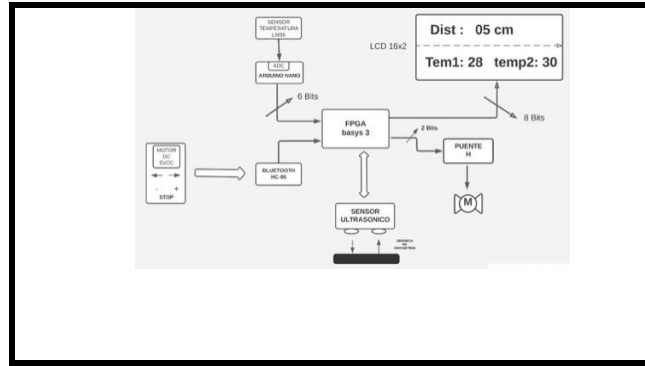 SENSOR
TEMPERATURA
LM35
ADC
ARDUINO NANO
6 Bits
LCD 16x2
Dist : 05 cm
Tem1: 28 temp2: 30
8 Bits
FPGA
basys 3
2 Bits
PUENTE
H
M
MOTOR
DC
5VDC
- +
STOP
BLUETOOTH
HC-05
SENSOR
ULTRASONICO